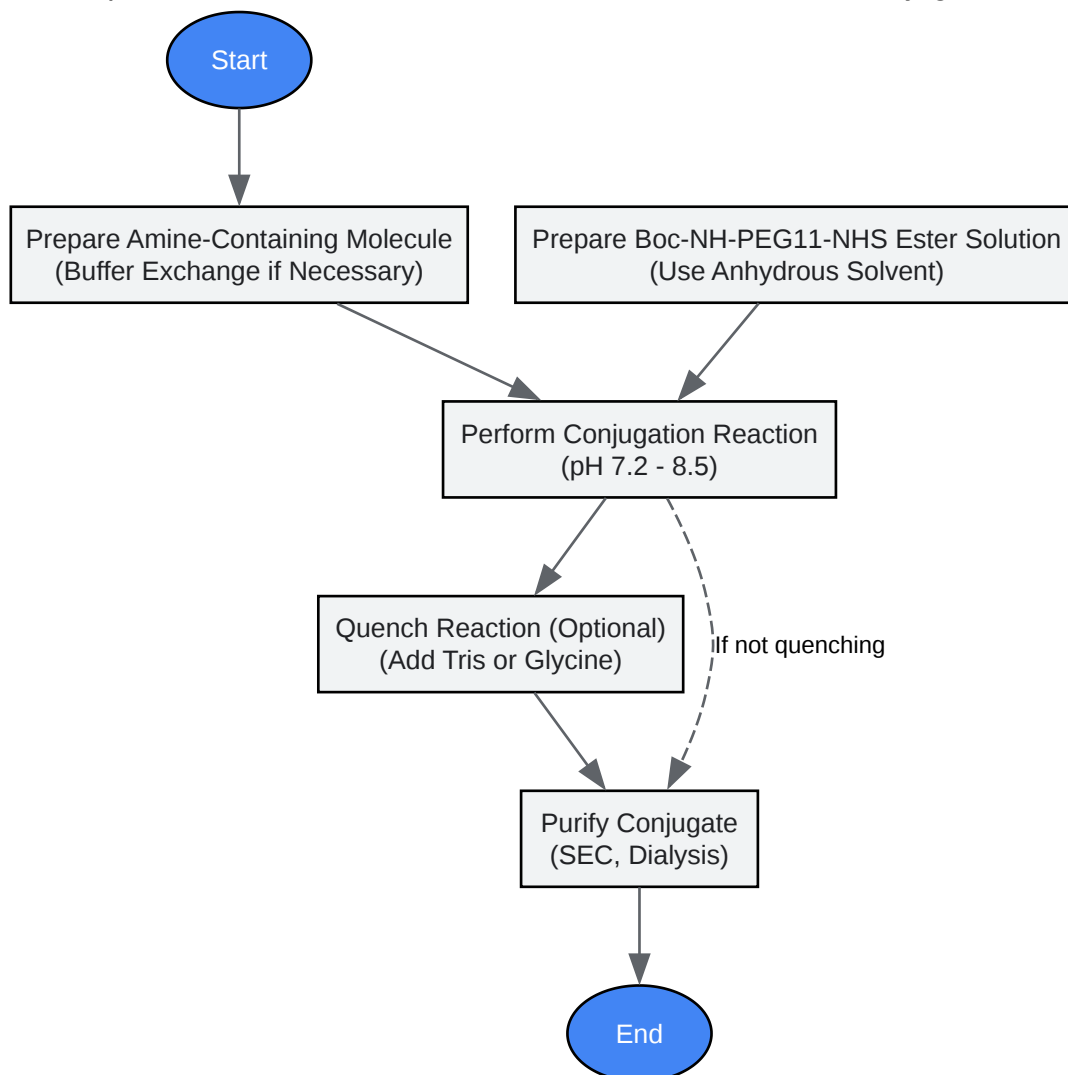 Start
Prepare Amine-Containing Molecule
(Buffer Exchange if Necessary)
Prepare Boc-NH-PEG11-NHS Ester Solution
(Use Anhydrous Solvent)
Perform Conjugation Reaction
(pH 7.2 - 8.5)
Quench Reaction (Optional)
(Add Tris or Glycine)
If not quenching
Purify Conjugate
(SEC, Dialysis)
End